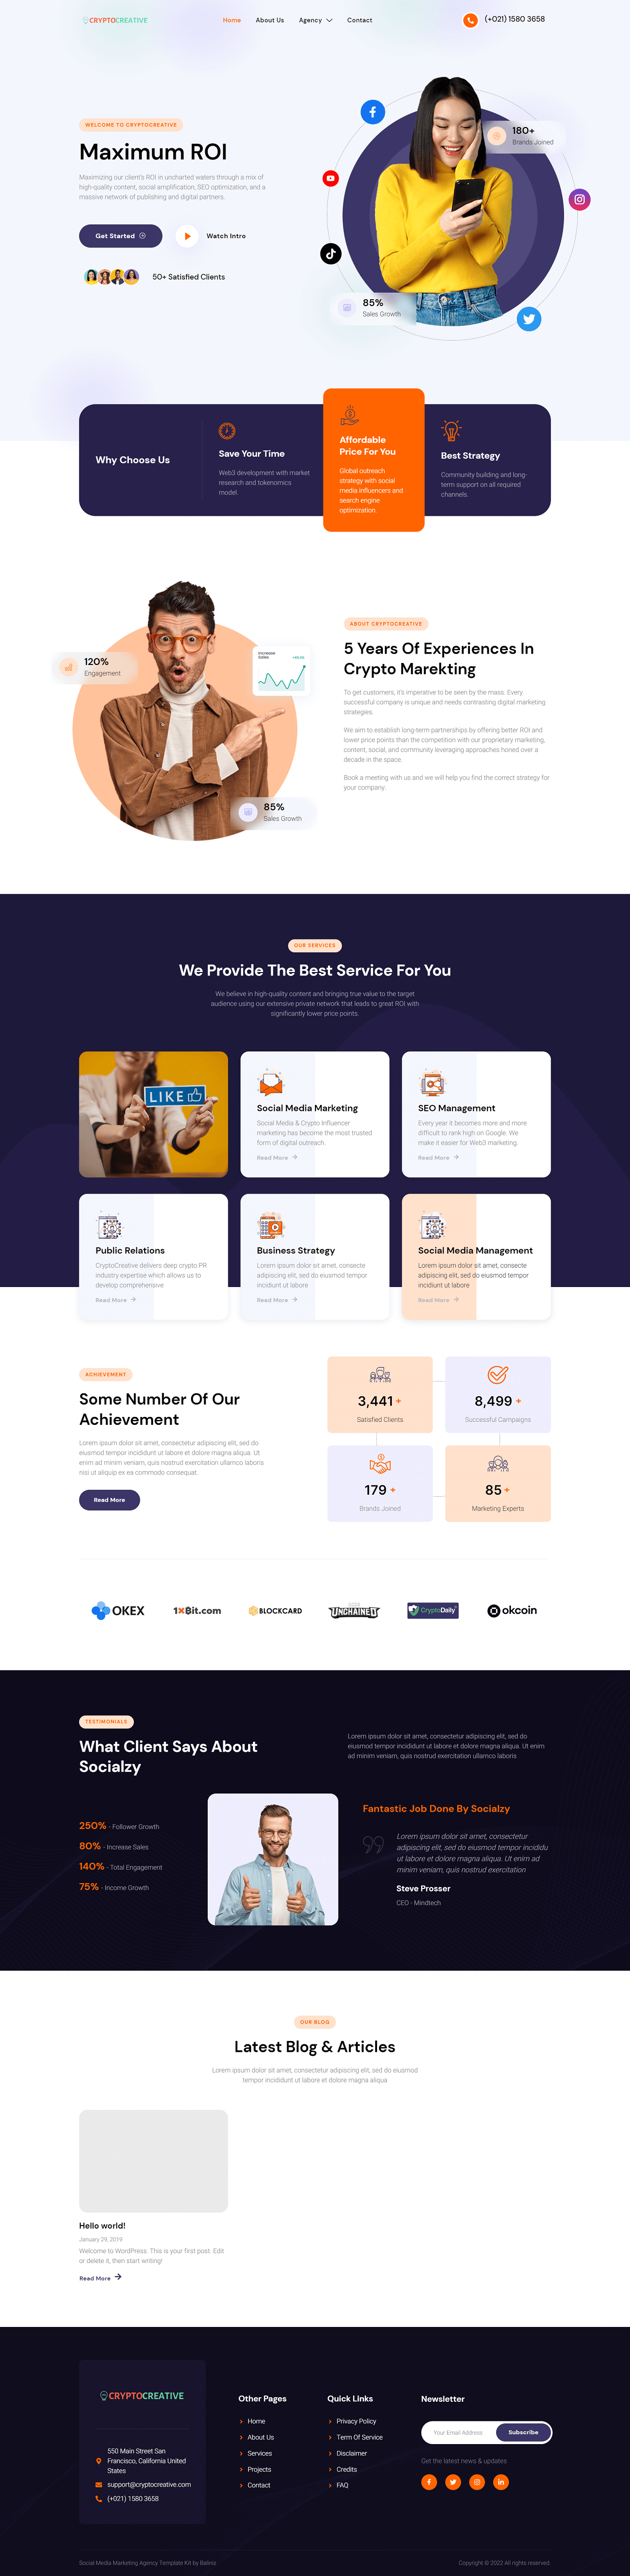 CRYPTOCREATIVE
Home
About Us
Agency
Contact
(+021) 1580 3658
WELCOME TO CRYPTOCREATIVE
Maximum ROI
Maximizing our client's ROI in uncharted waters through a mix of
high-quality content, social amplification, SEO optimization, and a
massive network of publishing and digital partners.
Get Started
Watch Intro
50+ Satisfied Clients
180+
Brands Joined
85%
Sales Growth
Why Choose Us
Save Your Time
Web3 development with market
research and tokenomics
model.
Affordable
Price For You
Global outreach
strategy with social
media influencers and
search engine
optimization.
Best Strategy
Community building and long-
term support on all required
channels.
120%
Engagement
Increase
Sales
85%
Sales Growth
ABOUT CRYPTOCREATIVE
5 Years Of Experiences In
Crypto Marekting
To get customers, it's imperative to be seen by the mass. Every
successful company is unique and needs contrasting digital marketing
strategies.
We aim to establish long-term partnerships by offering better ROI and
lower price points than the competition with our proprietary marketing,
content, social, and community leveraging approaches honed over a
decade in the space.
Book a meeting with us and we will help you find the correct strategy for
your company.
OUR SERVICES
We Provide The Best Service For You
We believe in high-quality content and bringing true value to the target
audience using our extensive private network that leads to great ROI with
significantly lower price points.
LIKE
Social Media Marketing
Social Media & Crypto Influencer
marketing has become the most trusted
form of digital outreach.
Read More
SEO Management
Every year it becomes more and more
difficult to rank high on Google. We
make it easier for Web3 marketing.
Read More
Public Relations
CryptoCreative delivers deep crypto PR
industry expertise which allows us to
develop comprehensive
Read More
Business Strategy
Lorem ipsum dolor sit amet, consecte
adipiscing elit, sed do eiusmod tempor
incidiunt ut labore
Read More
Social Media Management
Lorem ipsum dolor sit amet, consecte
adipiscing elit, sed do eiusmod tempor
incidiunt ut labore
Read More
ACHIEVEMENT
Some Number Of Our
Achievement
Lorem ipsum dolor sit amet, consectetur adipiscing elit, sed do
eiusmod tempor incididunt ut labore et dolore magna aliqua. Ut
enim ad minim veniam, quis nostrud exercitation ullamco laboris
nisi ut aliquip ex ea commodo consequat.
Read More
3,441 +
Satisfied Clients
8,499 +
Successful Campaigns
179 +
Brands Joined
85 +
Marketing Experts
OKEX
1xBit.com
BLOCKCARD
UNCHAINED
CryptoDaily
okcoin
TESTIMONIALS
What Client Says About
Socialzy
Lorem ipsum dolor sit amet, consectetur adipiscing elit, sed do
eiusmod tempor incididunt ut labore et dolore magna aliqua. Ut enim
ad minim veniam, quis nostrud exercitation ullamco laboris
250% - Follower Growth
80% - Increase Sales
140% - Total Engagement
75% - Income Growth
Fantastic Job Done By Socialzy
Lorem ipsum dolor sit amet, consectetur
adipiscing elit, sed do eiusmod tempor incididu
ut labore et dolore magna aliqua. Ut enim ad
minim veniam, quis nostrud exercitation
Steve Prosser
CEO - Mindtech
OUR BLOG
Latest Blog & Articles
Lorem ipsum dolor sit amet, consectetur adipiscing elit, sed do eiusmod
tempor incididunt ut labore et dolore magna aliqua
Hello world!
January 29, 2019
Welcome to WordPress. This is your first post. Edit
or delete it, then start writing!
Read More
CRYPTOCREATIVE
550 Main Street San
Francisco, California United
States
support@cryptocreative.com
(+021) 1580 3658
Other Pages
Home
About Us
Services
Projects
Contact
Quick Links
Privacy Policy
Term Of Service
Disclaimer
Credits
FAQ
Newsletter
Your Email Address
Subscribe
Get the latest news & updates
Social Media Marketing Agency Template Kit by Baliniz
Copyright © 2022 All rights reserved.